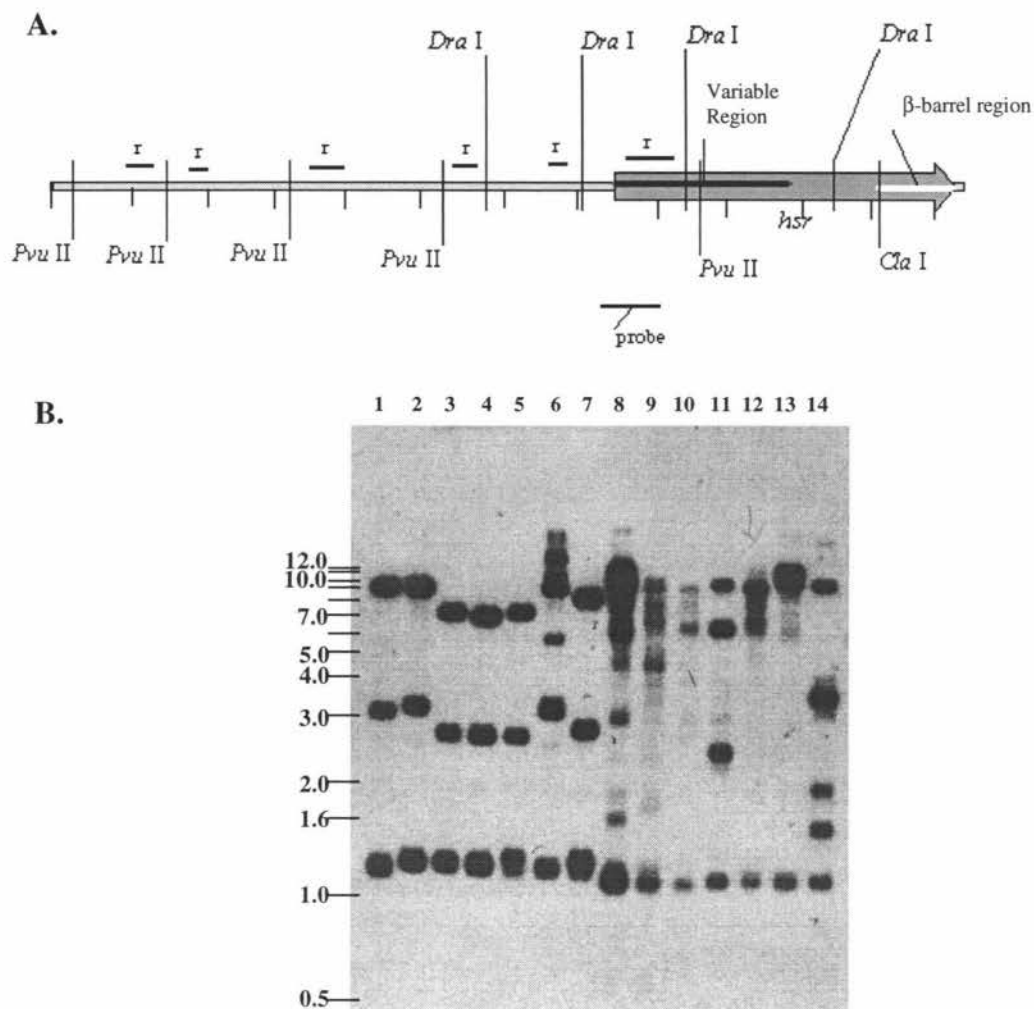 A.
Dra I Dra I Dra I Dra I
Variable
Region
β-barrel region
r r r r r r
hsr
Pvu II Pvu II Pvu II Pvu II Pvu II Cla I
probe
B.
1 2 3 4 5 6 7 8 9 10 11 12 13 14
12.0
10.0
7.0
5.0
4.0
3.0
2.0
1.6
1.0
0.5